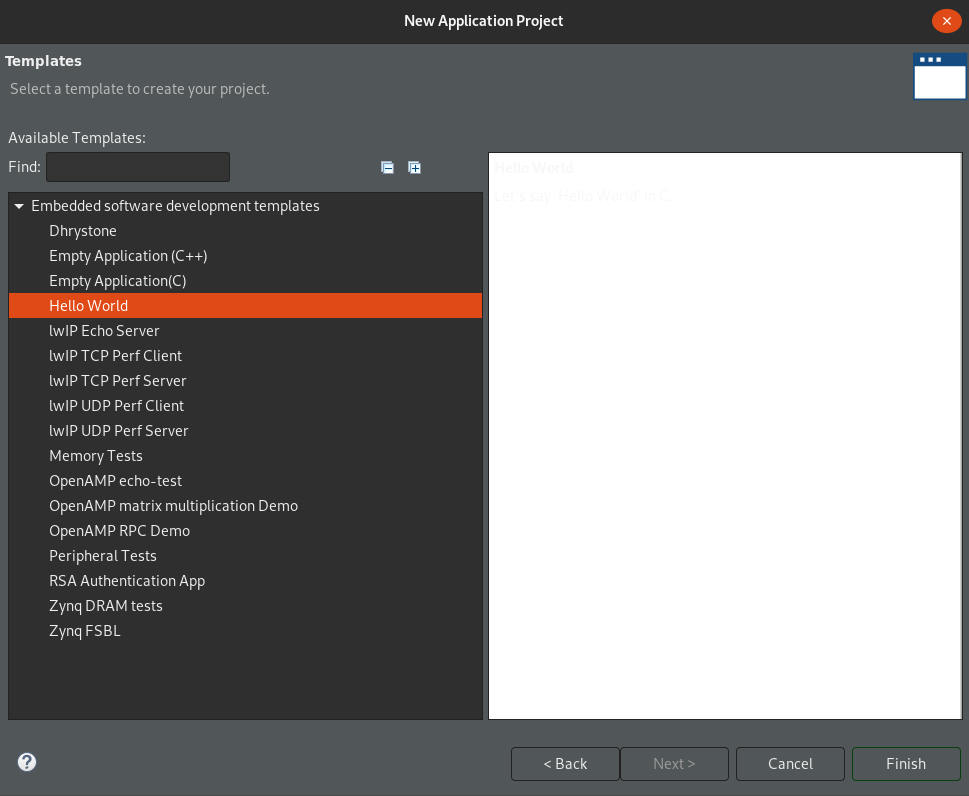 New Application Project
Templates
Select a template to create your project.
Available Templates:
Find:
Embedded software development templates
Dhrystone
Empty Application (C++)
Empty Application(C)
Hello World
lwIP Echo Server
lwIP TCP Perf Client
lwIP TCP Perf Server
lwIP UDP Perf Client
lwIP UDP Perf Server
Memory Tests
OpenAMP echo-test
OpenAMP matrix multiplication Demo
OpenAMP RPC Demo
Peripheral Tests
RSA Authentication App
Zynq DRAM tests
Zynq FSBL
Hello World
Let's say 'Hello World' in C.
?
< Back
Next >
Cancel
Finish